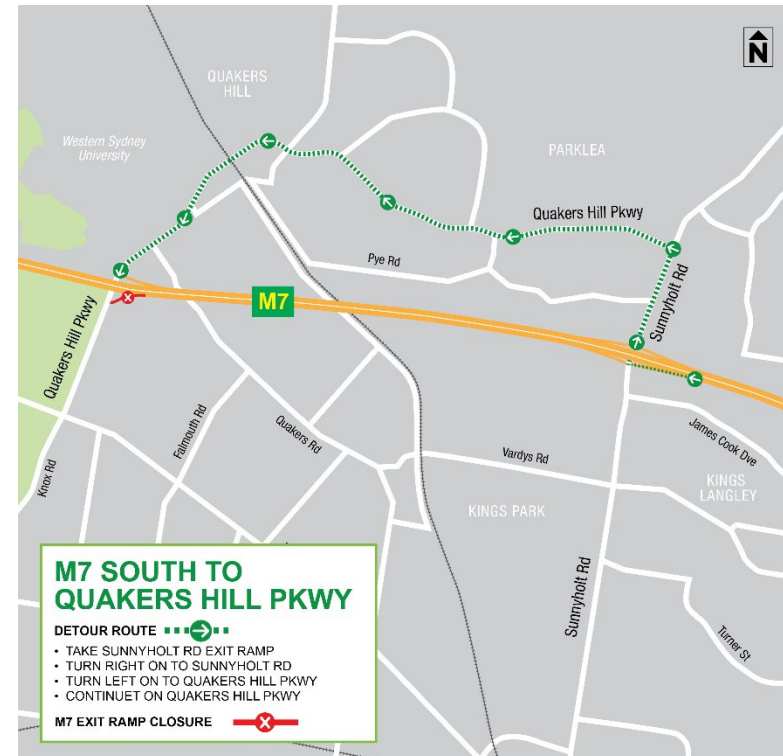 N
QUAKERS
HILL
Western Sydney
University
PARKLEA
Quakers Hill Pkwy
Pye Rd
Sunnyholt Rd
M7
Quakers Hill Pkwy
Falmouth Rd
Quakers Rd
Knox Rd
Vardys Rd
James Cook Dve
KINGS
LANGLEY
KINGS PARK
Sunnyholt Rd
Turner St
M7 SOUTH TO
QUAKERS HILL PKWY
DETOUR ROUTE
• TAKE SUNNYHOLT RD EXIT RAMP
• TURN RIGHT ON TO SUNNYHOLT RD
• TURN LEFT ON TO QUAKERS HILL PKWY
• CONTINUET ON QUAKERS HILL PKWY
M7 EXIT RAMP CLOSURE